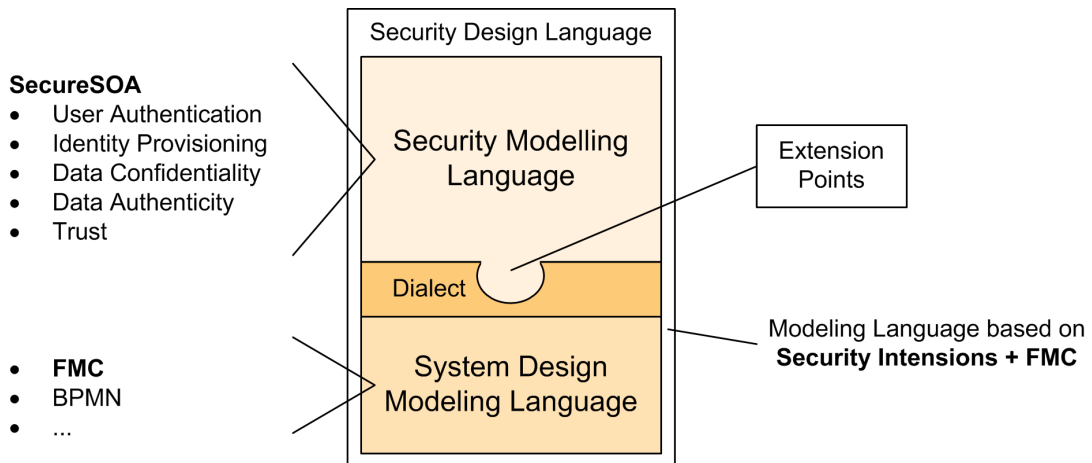 Security Design Language
SecureSOA
• User Authentication
• Identity Provisioning
• Data Confidentiality
• Data Authenticity
• Trust
Security Modelling
Language
Extension
Points
Dialect
• FMC
• BPMN
• ...
System Design
Modeling Language
Modeling Language based on
Security Intensions + FMC